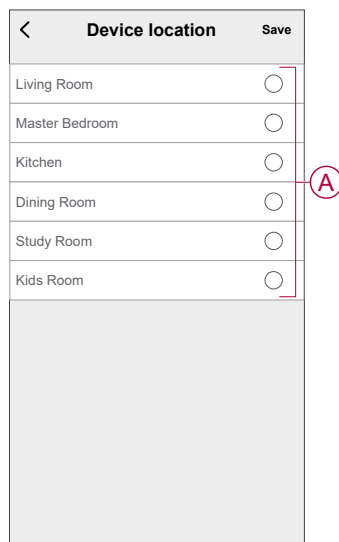 Device location Save
Living Room
Master Bedroom
Kitchen
A
Dining Room
Study Room
Kids Room